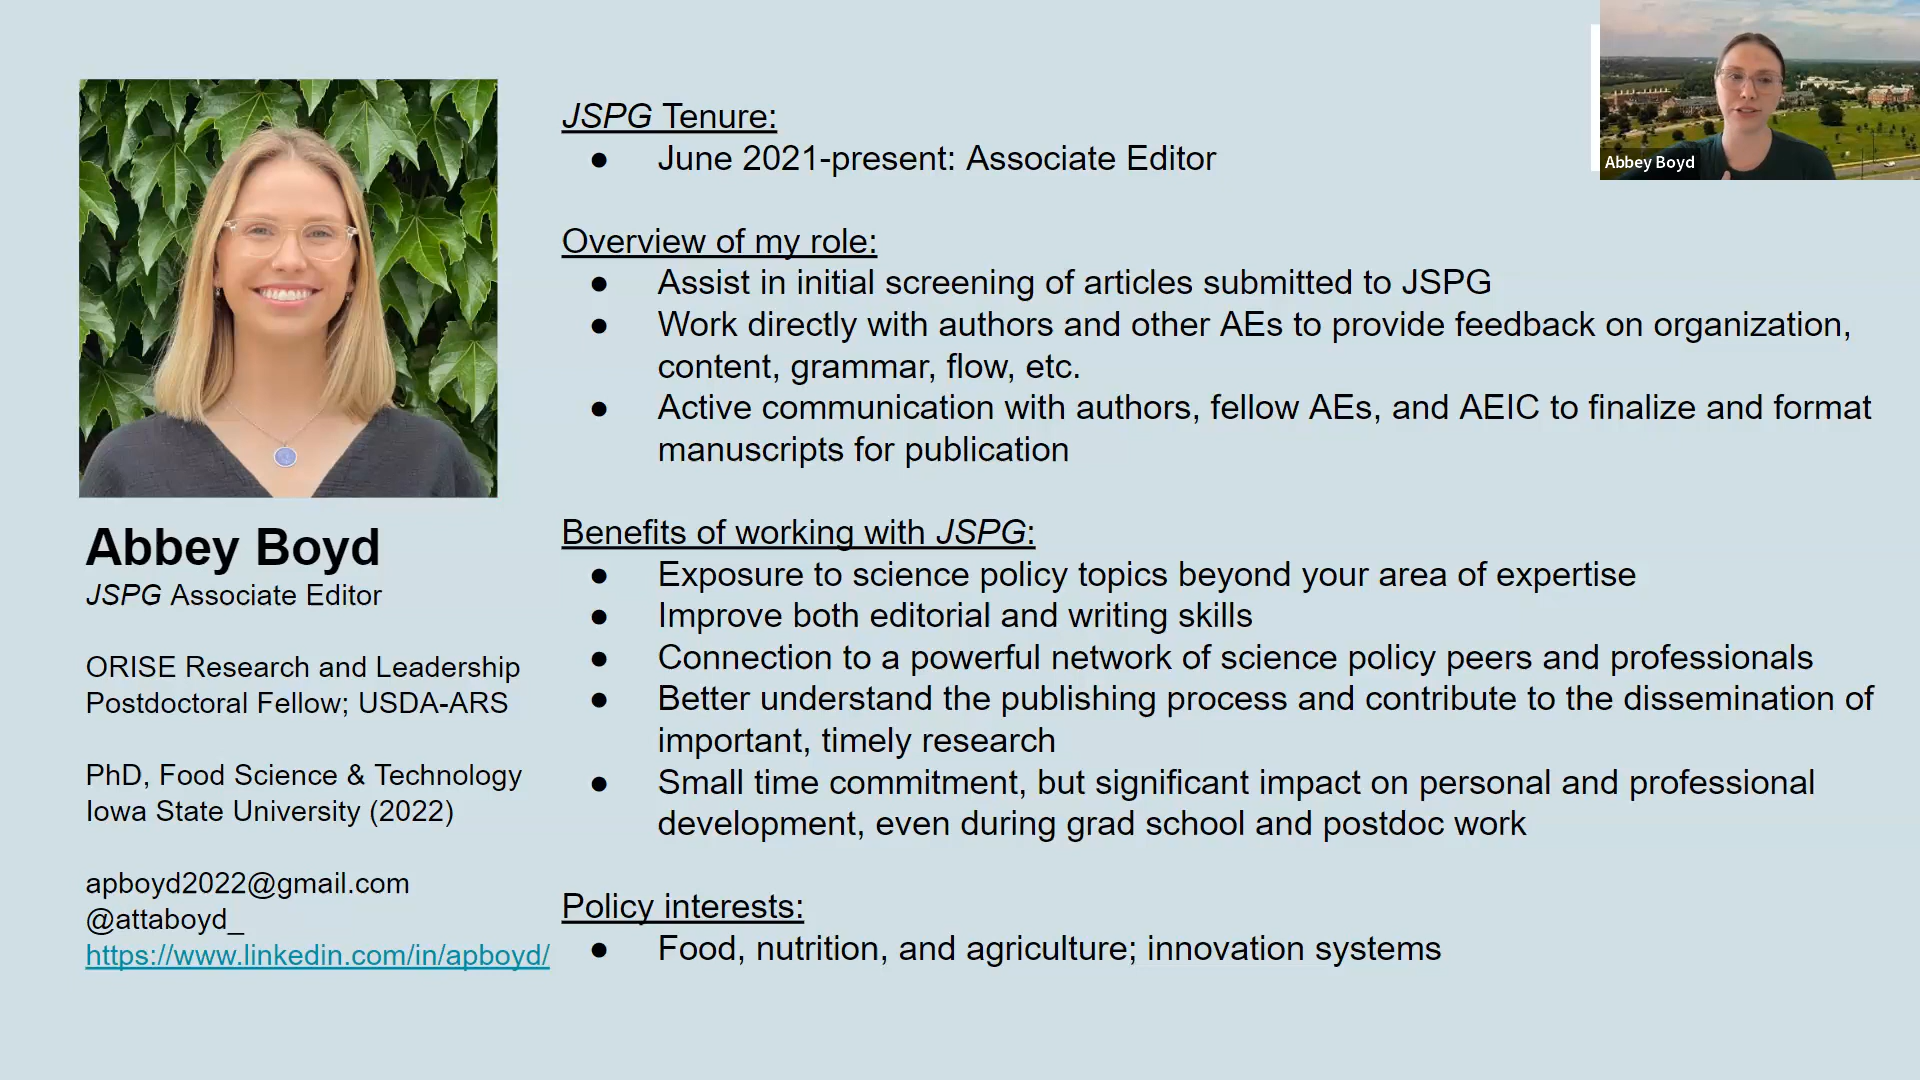 JSPG Tenure:
● June 2021-present: Associate Editor
Overview of my role:
● Assist in initial screening of articles submitted to JSPG
● Work directly with authors and other AEs to provide feedback on organization,
content, grammar, flow, etc.
● Active communication with authors, fellow AEs, and AEIC to finalize and format
manuscripts for publication
Benefits of working with JSPG:
● Exposure to science policy topics beyond your area of expertise
● Improve both editorial and writing skills
● Connection to a powerful network of science policy peers and professionals
● Better understand the publishing process and contribute to the dissemination of
important, timely research
● Small time commitment, but significant impact on personal and professional
development, even during grad school and postdoc work
Policy interests:
● Food, nutrition, and agriculture; innovation systems
Abbey Boyd
JSPG Associate Editor
ORISE Research and Leadership
Postdoctoral Fellow; USDA-ARS
PhD, Food Science & Technology
Iowa State University (2022)
apboyd2022@gmail.com
@attaboyd_
https://www.linkedin.com/in/apboyd/
Abbey Boyd